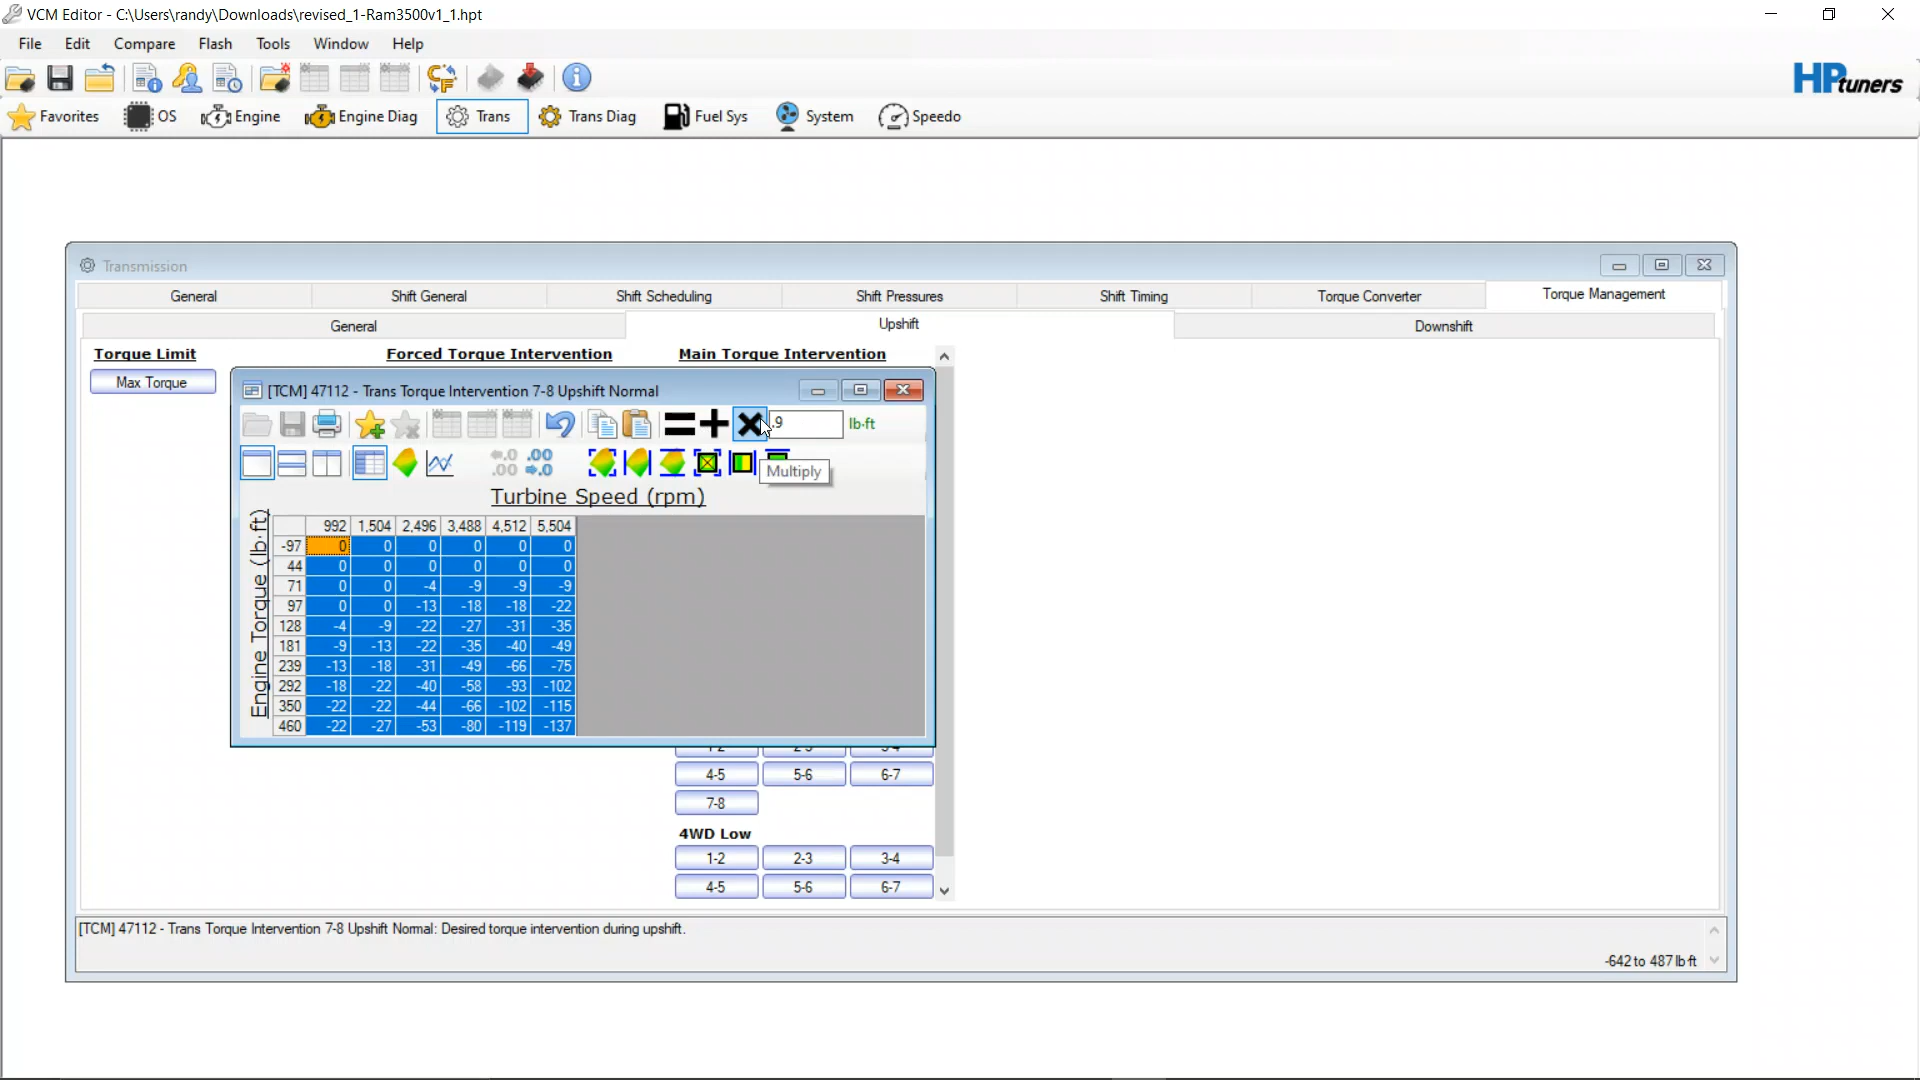 VCM Editor - C:\Users\randy\Downloads\revised_1-Ram3500v1_1.hpt
File Edit Compare Flash Tools Window Help
HPtuners
Favorites OS Engine Engine Diag Trans Trans Diag Fuel Sys System Speedo
Transmission
General Shift General Shift Scheduling Shift Pressures Shift Timing Torque Converter Torque Management
General Upshift Downshift
Torque Limit Forced Torque Intervention Main Torque Intervention
Max Torque
[TCM] 47112 - Trans Torque Intervention 7-8 Upshift Normal
.9 lb·ft
.00 .00
.00 .0
Multiply
Turbine Speed (rpm)
Engine Torque (lb·ft)
992 1,504 2,496 3,488 4,512 5,504
-97 0 0 0 0 0 0
44 0 0 0 0 0 0
71 0 0 -4 -9 -9 -9
97 0 0 -13 -18 -18 -22
128 -4 -9 -22 -27 -31 -35
181 -9 -13 -22 -35 -40 -49
239 -13 -18 -31 -49 -66 -75
292 -18 -22 -40 -58 -93 -102
350 -22 -22 -44 -66 -102 -115
460 -22 -27 -53 -80 -119 -137
1-2 2-3 3-4
4-5 5-6 6-7
7-8
4WD Low
1-2 2-3 3-4
4-5 5-6 6-7
[TCM] 47112 - Trans Torque Intervention 7-8 Upshift Normal: Desired torque intervention during upshift.
-642 to 487 lb·ft